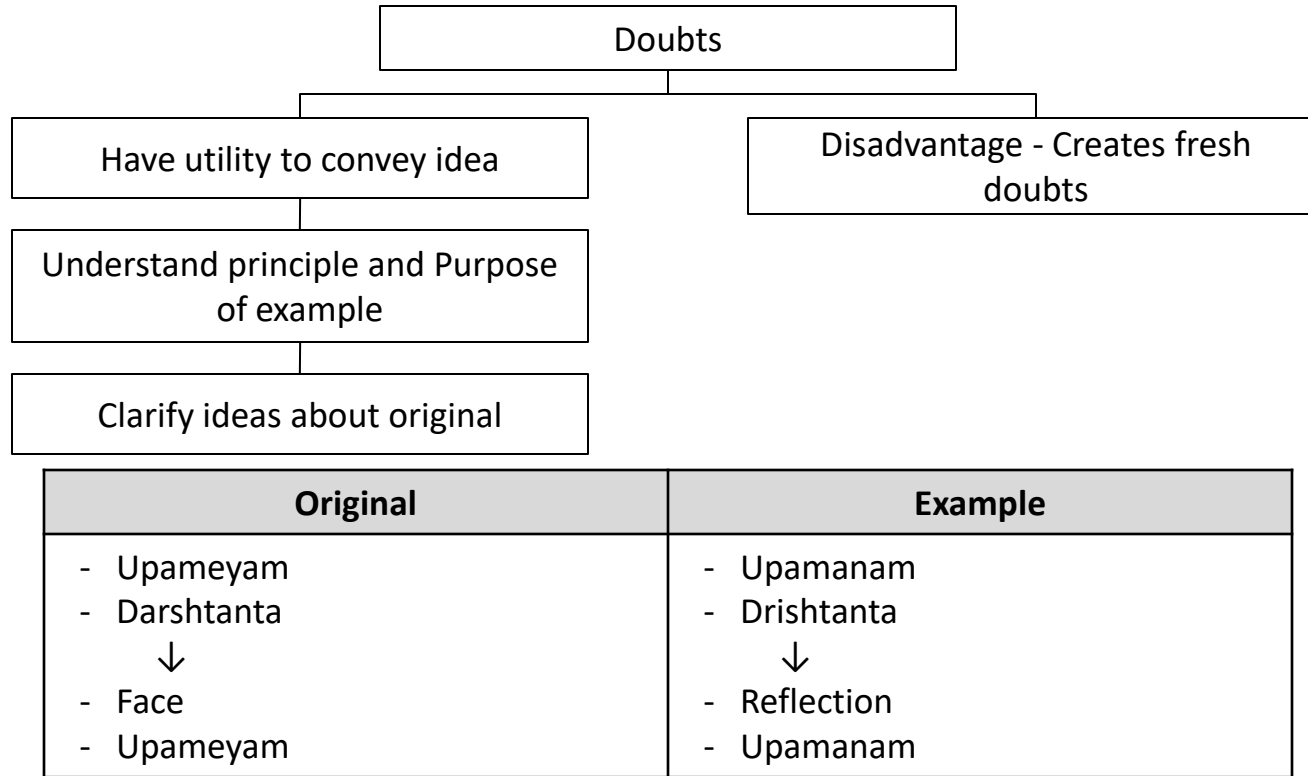 Doubts
Have utility to convey idea
Disadvantage - Creates fresh
doubts
Understand principle and Purpose
of example
Clarify ideas about original
Original
Example
- Upameyam
- Darshtanta
↓
- Face
- Upameyam
- Upamanam
- Drishtanta
↓
- Reflection
- Upamanam